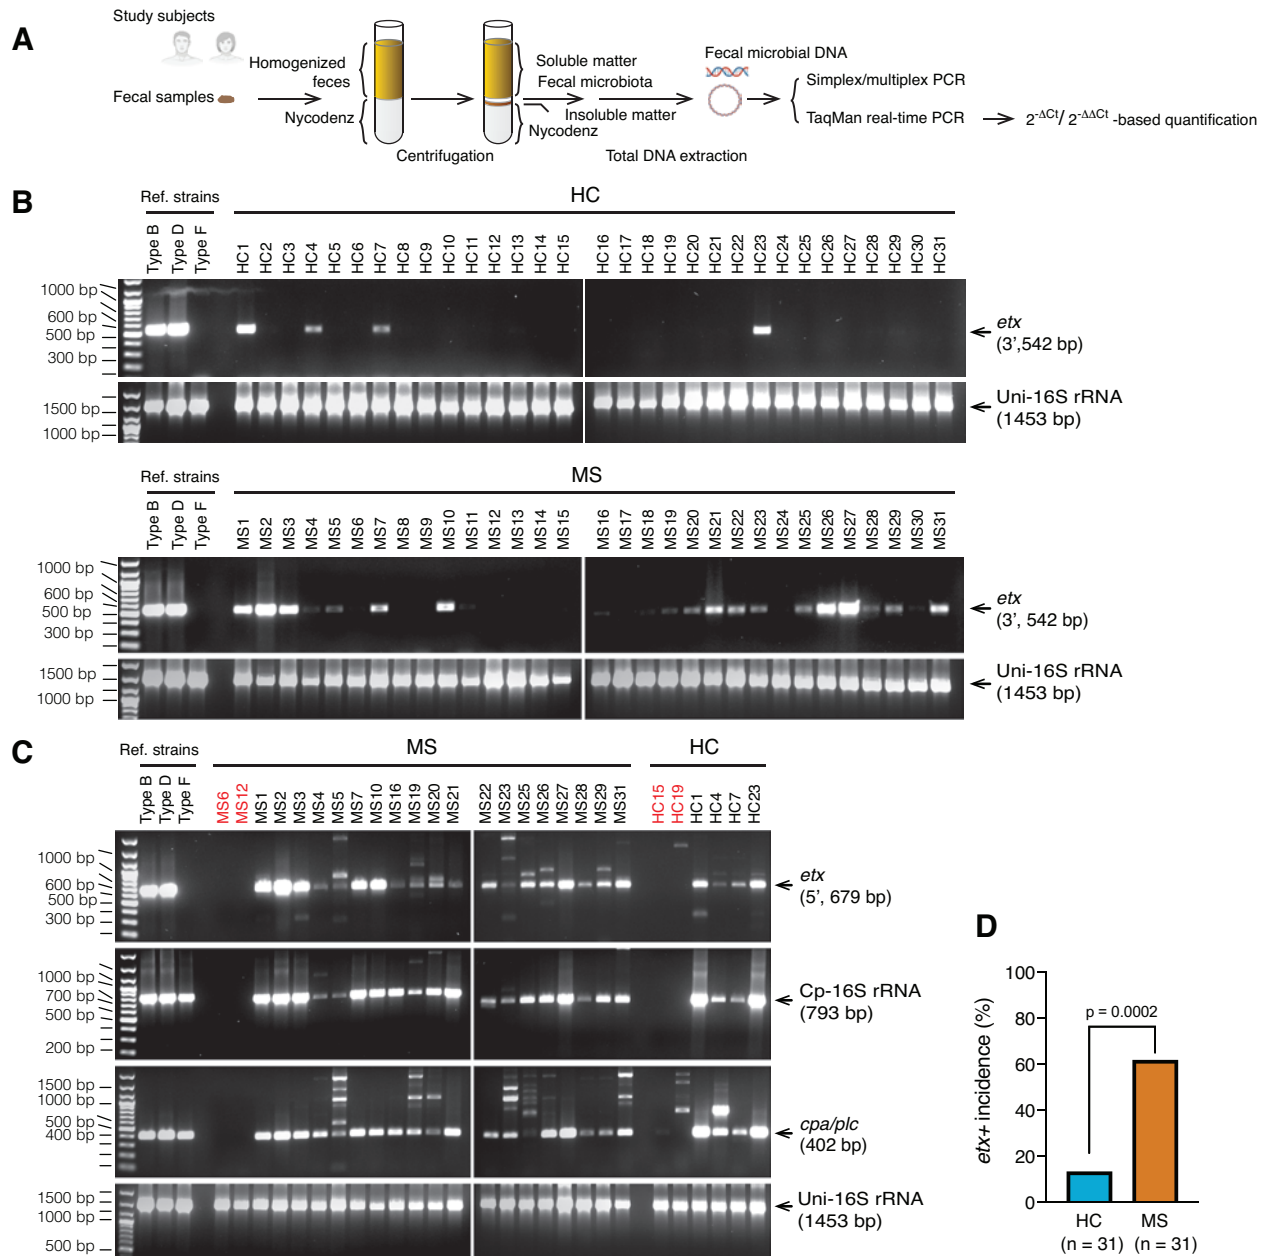 A
Study subjects
Fecal samples
Homogenized
feces
Nycodenz
Centrifugation
Soluble matter
Fecal microbiota
Insoluble matter
Nycodenz
Total DNA extraction
Fecal microbial DNA
Simplex/multiplex PCR
TaqMan real-time PCR
2-ΔCt/ 2-ΔΔCt -based quantification
B
Ref. strains
HC
Type B Type D Type F HC1 HC2 HC3 HC4 HC5 HC6 HC7 HC8 HC9 HC10 HC11 HC12 HC13 HC14 HC15 HC16 HC17 HC18 HC19 HC20 HC21 HC22 HC23 HC24 HC25 HC26 HC27 HC28 HC29 HC30 HC31
1000 bp
600 bp
500 bp
300 bp
etx
(3',542 bp)
1500 bp
1000 bp
Uni-16S rRNA
(1453 bp)
Ref. strains
MS
Type B Type D Type F MS1 MS2 MS3 MS4 MS5 MS6 MS7 MS8 MS9 MS10 MS11 MS12 MS13 MS14 MS15 MS16 MS17 MS18 MS19 MS20 MS21 MS22 MS23 MS24 MS25 MS26 MS27 MS28 MS29 MS30 MS31
1000 bp
600 bp
500 bp
300 bp
etx
(3', 542 bp)
1500 bp
1000 bp
Uni-16S rRNA
(1453 bp)
C
Ref. strains
MS
HC
Type B Type D Type F MS6 MS12 MS1 MS2 MS3 MS4 MS5 MS7 MS10 MS16 MS19 MS20 MS21 MS22 MS23 MS25 MS26 MS27 MS28 MS29 MS31 HC15 HC19 HC1 HC4 HC7 HC23
1000 bp
600 bp
500 bp
300 bp
etx
(5', 679 bp)
1000 bp
700 bp
500 bp
200 bp
Cp-16S rRNA
(793 bp)
1500 bp
1000 bp
500 bp
400 bp
cpa/plc
(402 bp)
1500 bp
1000 bp
500 bp
Uni-16S rRNA
(1453 bp)
D
etx+ incidence (%)
100
80
60
40
20
0
p = 0.0002
HC
(n = 31)
MS
(n = 31)